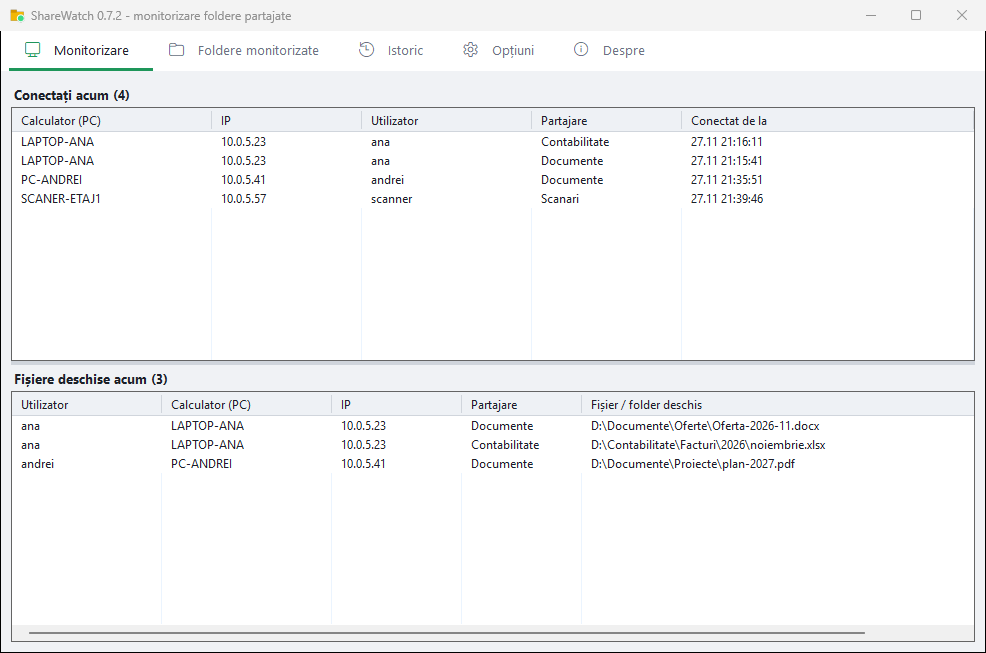 ShareWatch 0.7.2 - monitorizare foldere partajate
Monitorizare Foldere monitorizate Istoric Opțiuni Despre
Conectați acum (4)
Calculator (PC) IP Utilizator Partajare Conectat de la
LAPTOP-ANA 10.0.5.23 ana Contabilitate 27.11 21:16:11
LAPTOP-ANA 10.0.5.23 ana Documente 27.11 21:15:41
PC-ANDREI 10.0.5.41 andrei Documente 27.11 21:35:51
SCANER-ETAJ1 10.0.5.57 scanner Scanari 27.11 21:39:46
Fișiere deschise acum (3)
Utilizator Calculator (PC) IP Partajare Fișier / folder deschis
ana LAPTOP-ANA 10.0.5.23 Documente D:\Documente\Oferte\Oferta-2026-11.docx
ana LAPTOP-ANA 10.0.5.23 Contabilitate D:\Contabilitate\Facturi\2026\noiembrie.xlsx
andrei PC-ANDREI 10.0.5.41 Documente D:\Documente\Proiecte\plan-2027.pdf